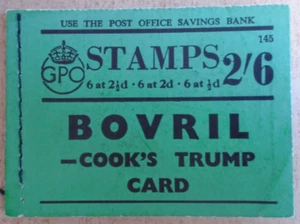 USE THE POST OFFICE SAVINGS BANK
145
GPO
STAMPS 2/6
6 at 2½d · 6 at 2d · 6 at ½d
BOVRIL
—COOK'S TRUMP
CARD